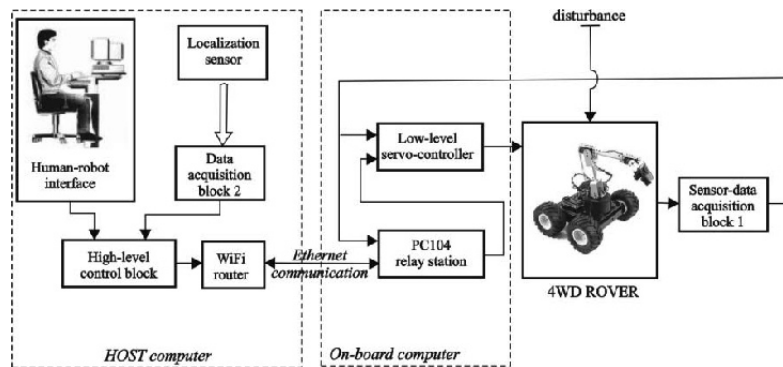 disturbance
Localization
sensor
Human-robot
interface
Data
acquisition
block 2
Low-level
servo-controller
Sensor-data
acquisition
block 1
High-level
control block
WiFi
router
Ethernet
communication
PC104
relay station
4WD ROVER
HOST computer
On-board computer